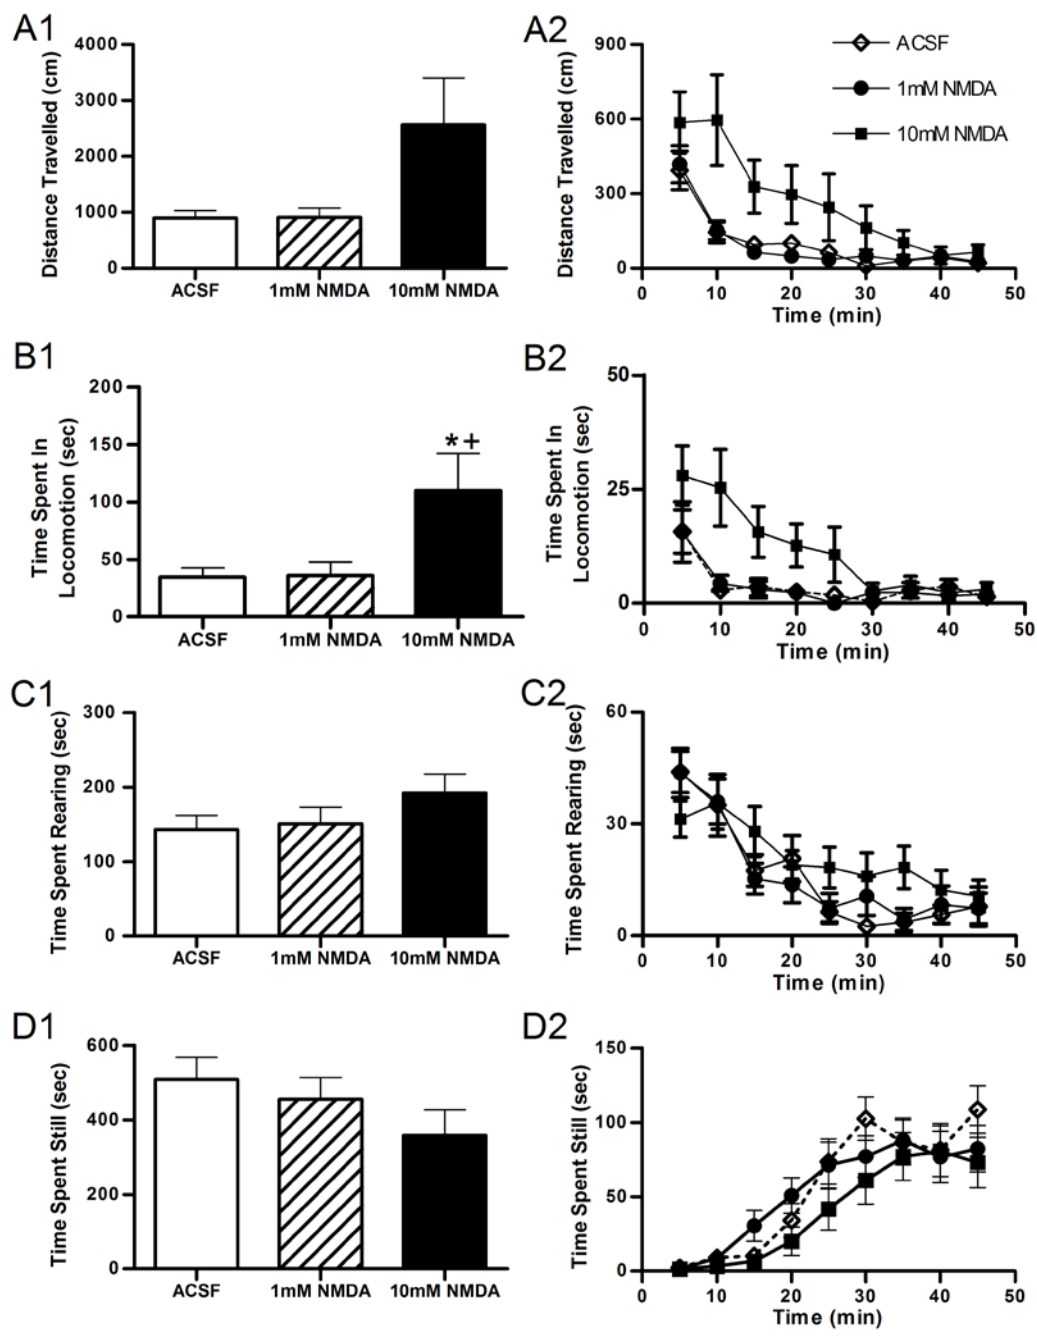 A1
Distance Travelled (cm)
4000
3000
2000
1000
0
ACSF 1mM NMDA 10mM NMDA
A2
Distance Travelled (cm)
900
600
300
0
0 10 20 30 40 50
Time (min)
ACSF
1mM NMDA
10mM NMDA
B1
Time Spent In
Locomotion (sec)
200
150
100
50
0
*+
ACSF 1mM NMDA 10mM NMDA
B2
Time Spent In
Locomotion (sec)
50
25
0
0 10 20 30 40 50
Time (min)
C1
Time Spent Rearing (sec)
300
200
100
0
ACSF 1mM NMDA 10mM NMDA
C2
Time Spent Rearing (sec)
60
30
0
0 10 20 30 40 50
Time (min)
D1
Time Spent Still (sec)
600
400
200
0
ACSF 1mM NMDA 10mM NMDA
D2
Time Spent Still (sec)
150
100
50
0
0 10 20 30 40 50
Time (min)